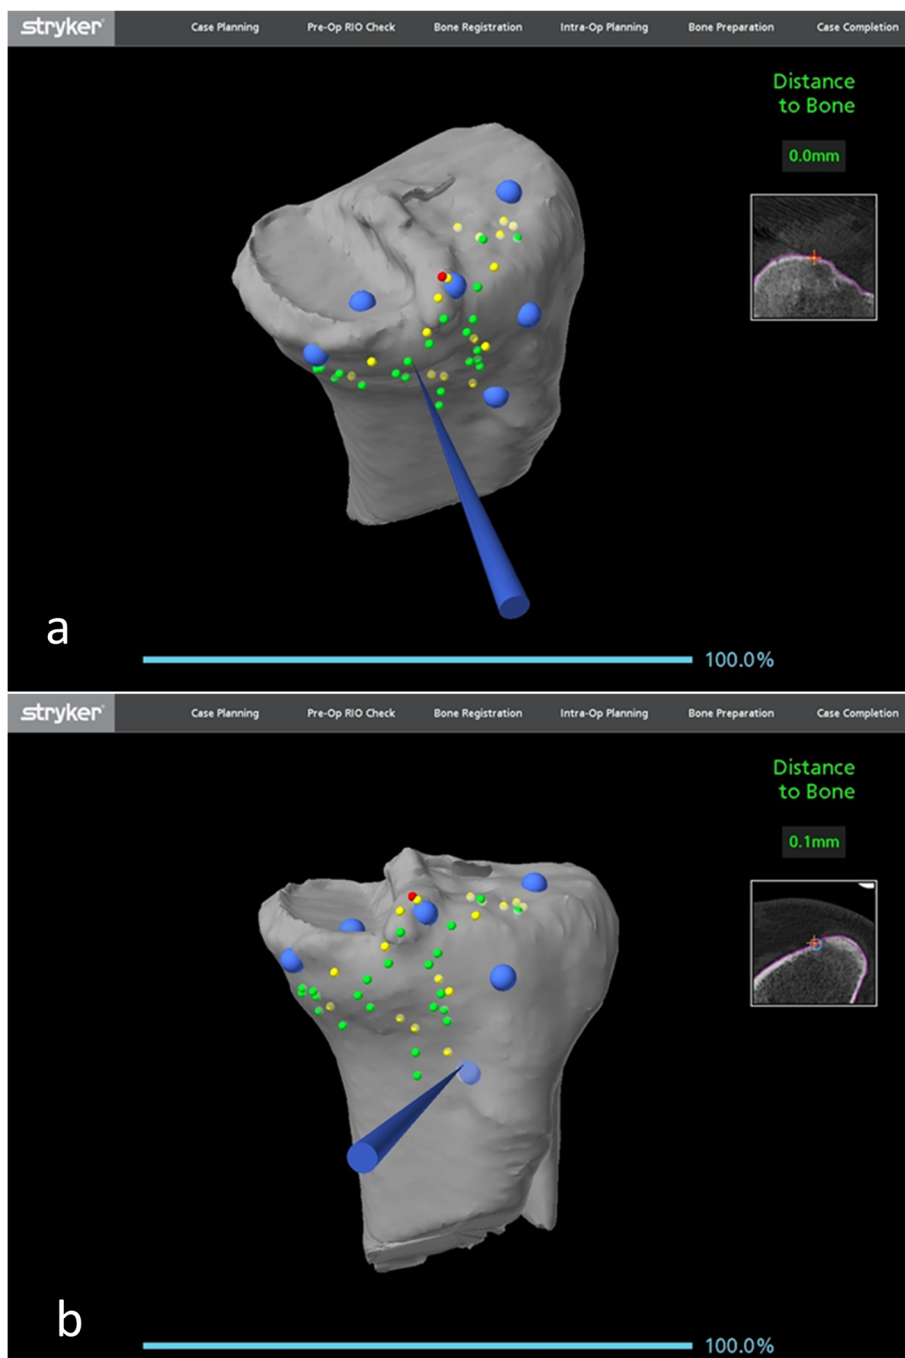 stryker
Case Planning Pre-Op RIO Check Bone Registration Intra-Op Planning Bone Preparation Case Completion
Distance
to Bone
0.0mm
a
100.0%
stryker
Case Planning Pre-Op RIO Check Bone Registration Intra-Op Planning Bone Preparation Case Completion
Distance
to Bone
0.1mm
b
100.0%